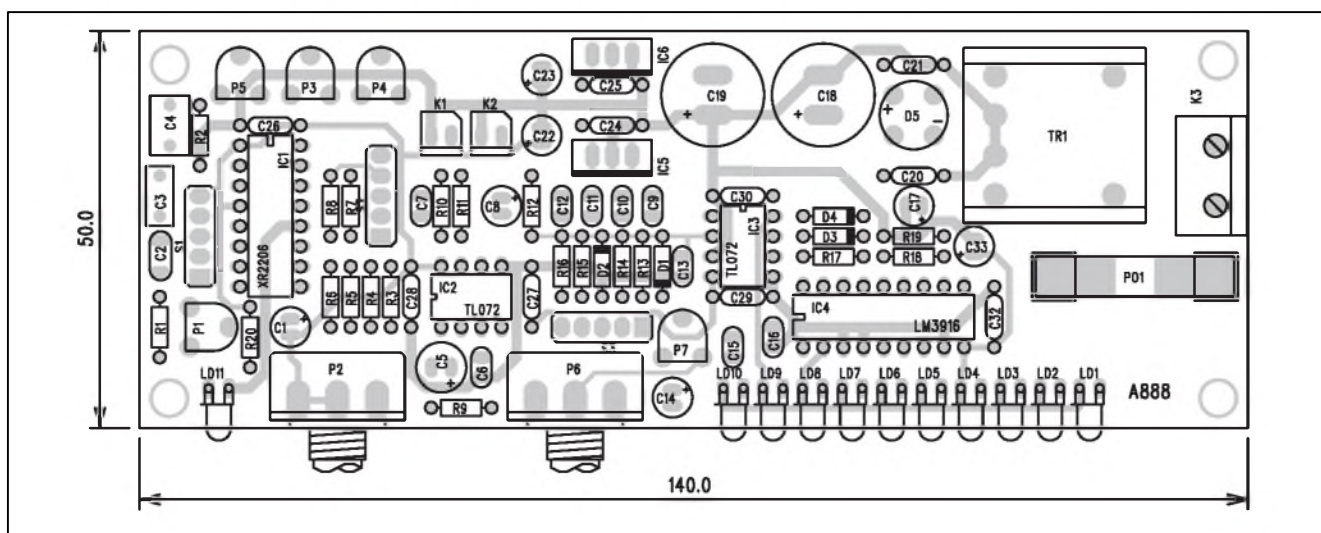 P5 P3 P4
C23 IC6 C25 C19 C18 C21
K1 K2 C22 C24 IC5 D5 TR1 K3
C4 R2 C26 IC1
50.0
C3 S1 XR2206 R8 R7 C7 R10 R11 C8 R12 C12 C11 C10 C9
C30 IC3 TL072 C20 C17
D4
D3 R19
R17 R18 C33
C2 R6 R5 R4 R3 C28 IC2 TL072 C27
R16 R15 D2 R14 R13 D1 C13
C29 PO1
R1 P1 R20 C1
IC4 LM3916 C32
P7 C15 C16
P2 C5 C6 P6
R9 C14
LD11 LD10 LD9 LD8 LD7 LD6 LD5 LD4 LD3 LD2 LD1
A888
140.0